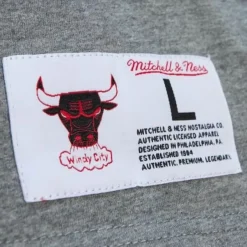 Mitchell & Ness
L
Windy City
MITCHELL & NESS NOSTALGIA CO.
AUTHENTIC LICENSED APPAREL
DESIGNED IN PHILADELPHIA, PA
ESTABLISHED 1904
AUTHENTIC. PREMIUM. LEGENDARY.